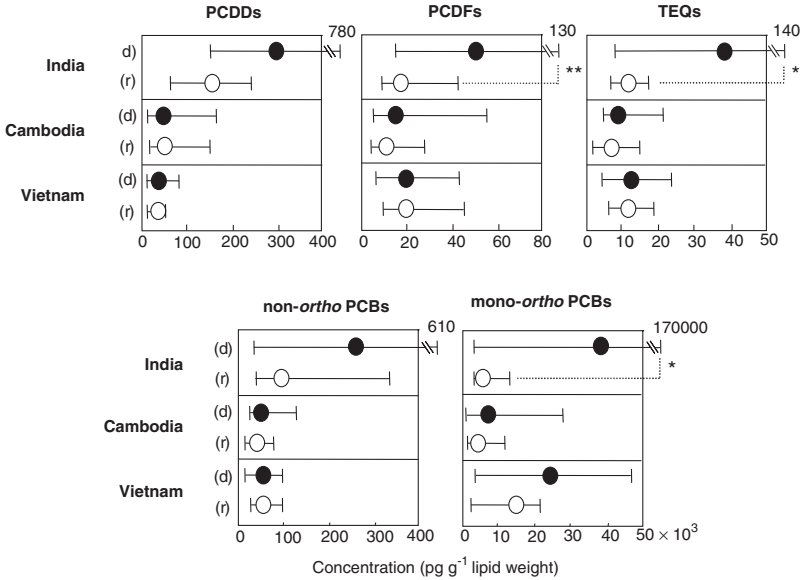 PCDDs PCDFs TEQs
780 130 140
India d)
(r) ** *
Cambodia (d)
(r)
Vietnam (d)
(r)
0 100 200 300 400 0 20 40 60 80 0 10 20 30 40 50
non-ortho PCBs mono-ortho PCBs
610 170000
India (d)
(r) *
Cambodia (d)
(r)
Vietnam (d)
(r)
0 100 200 300 400 0 10 20 30 40 50 × 10³
Concentration (pg g⁻¹ lipid weight)